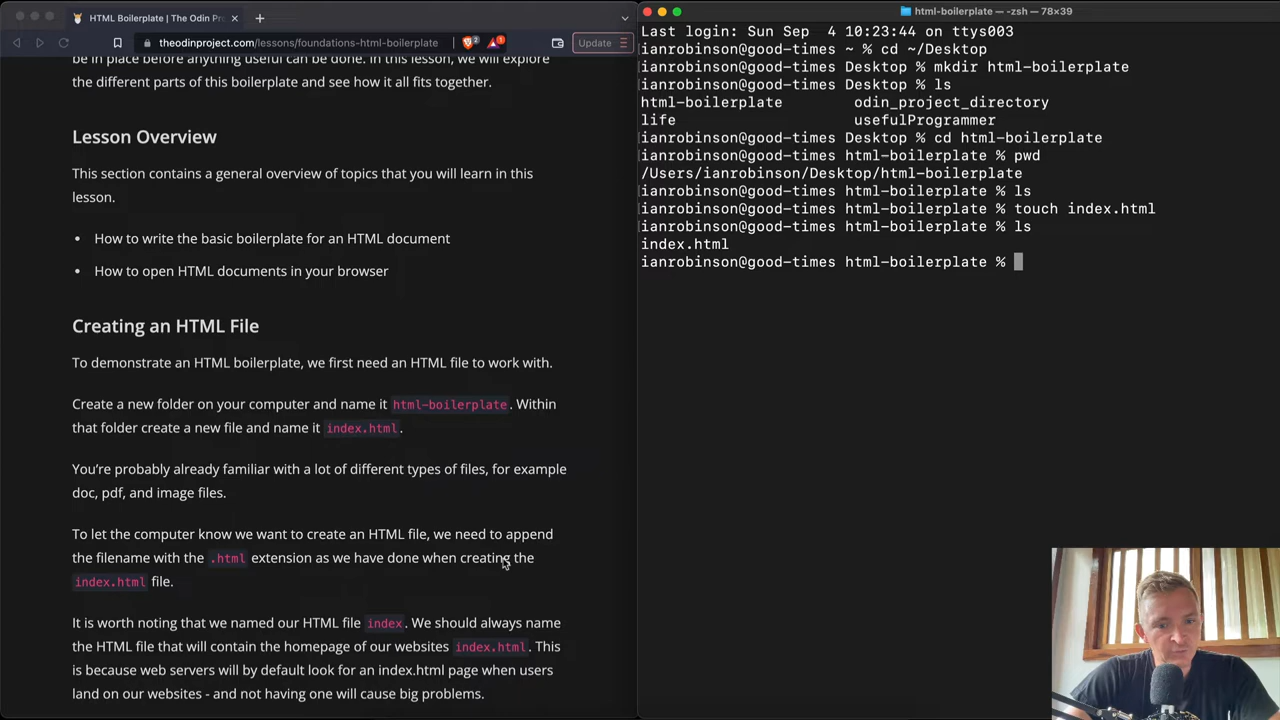 HTML Boilerplate | The Odin Pr
theodinproject.com/lessons/foundations-html-boilerplate
2
1
Update
be in place before anything useful can be done. In this lesson, we will explore
the different parts of this boilerplate and see how it all fits together.
Lesson Overview
This section contains a general overview of topics that you will learn in this
lesson.
• How to write the basic boilerplate for an HTML document
• How to open HTML documents in your browser
Creating an HTML File
To demonstrate an HTML boilerplate, we first need an HTML file to work with.
Create a new folder on your computer and name it html-boilerplate. Within
that folder create a new file and name it index.html.
You’re probably already familiar with a lot of different types of files, for example
doc, pdf, and image files.
To let the computer know we want to create an HTML file, we need to append
the filename with the .html extension as we have done when creating the
index.html file.
It is worth noting that we named our HTML file index. We should always name
the HTML file that will contain the homepage of our websites index.html. This
is because web servers will by default look for an index.html page when users
land on our websites - and not having one will cause big problems.
html-boilerplate — -zsh — 78×39
Last login: Sun Sep  4 10:23:44 on ttys003
ianrobinson@good-times ~ % cd ~/Desktop
ianrobinson@good-times Desktop % mkdir html-boilerplate
ianrobinson@good-times Desktop % ls
html-boilerplate        odin_project_directory
life                    usefulProgrammer
ianrobinson@good-times Desktop % cd html-boilerplate
ianrobinson@good-times html-boilerplate % pwd
/Users/ianrobinson/Desktop/html-boilerplate
ianrobinson@good-times html-boilerplate % ls
ianrobinson@good-times html-boilerplate % touch index.html
ianrobinson@good-times html-boilerplate % ls
index.html
ianrobinson@good-times html-boilerplate %